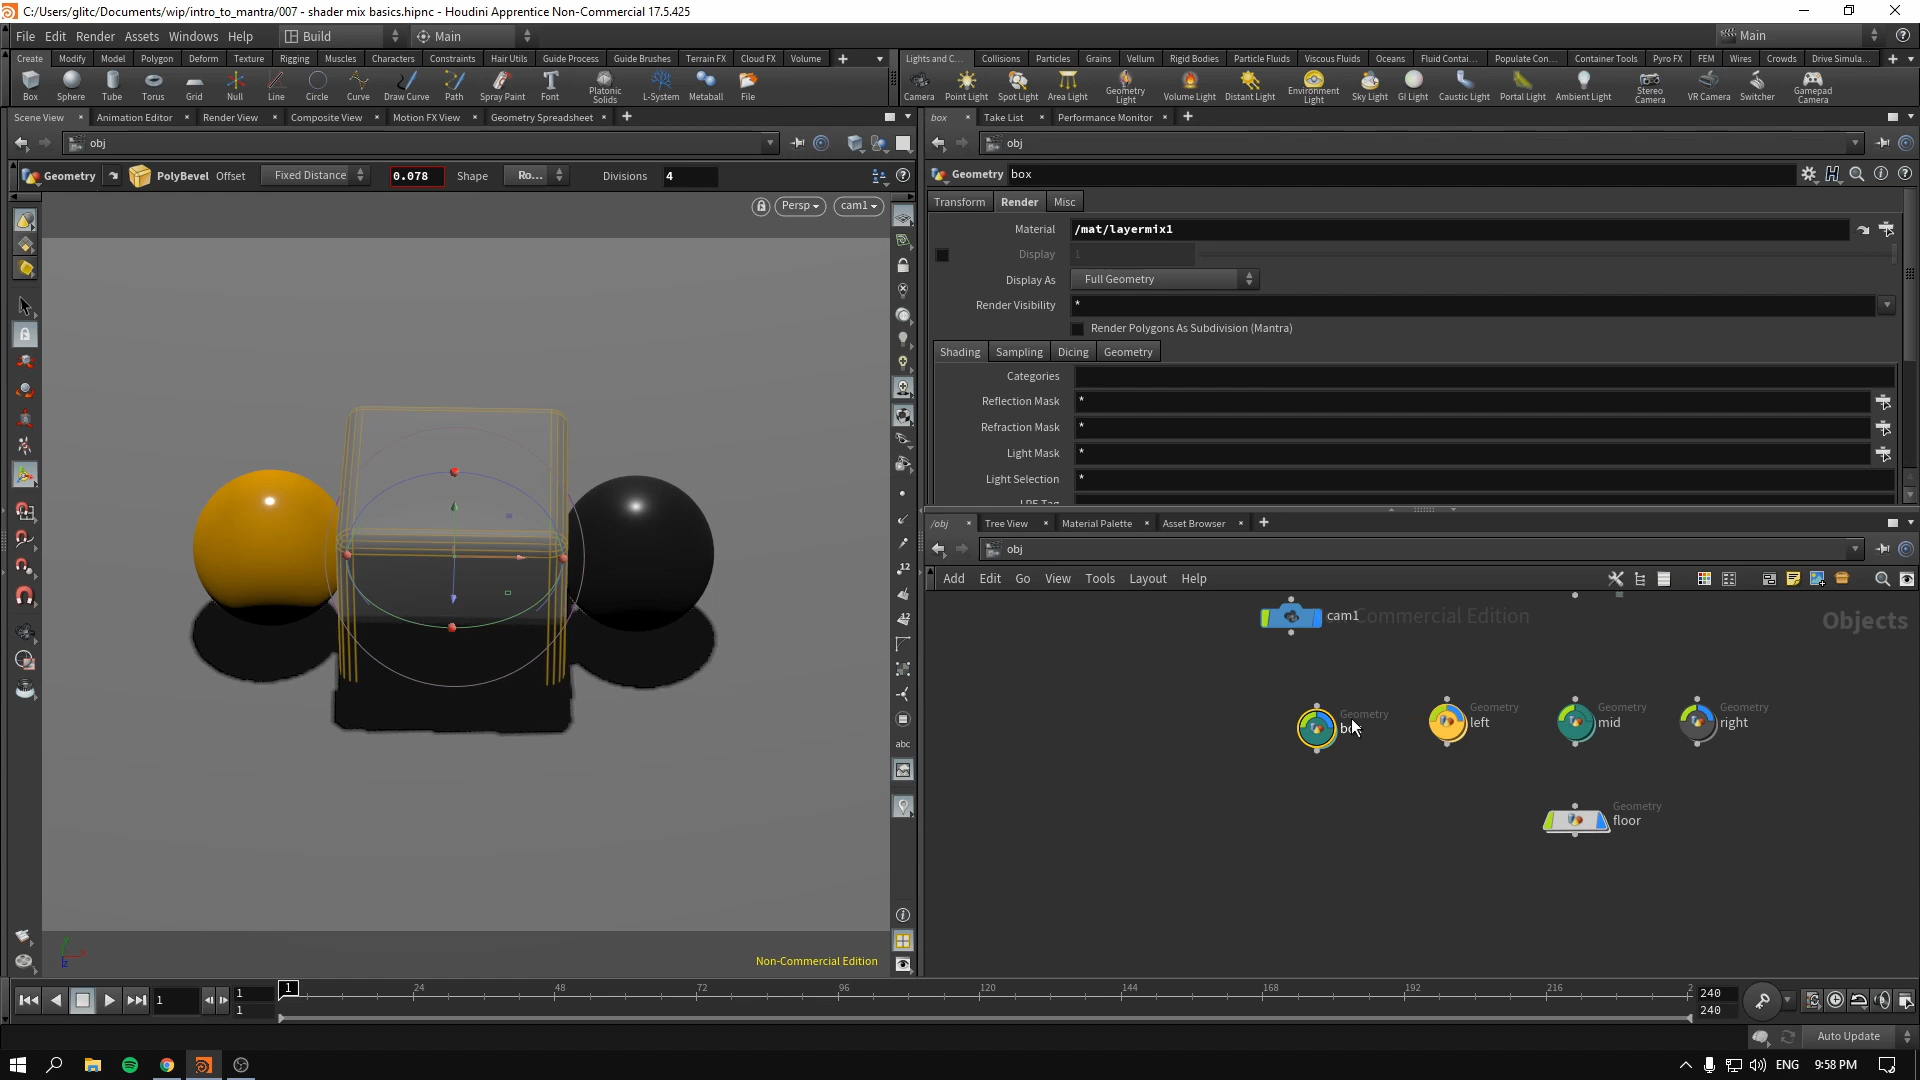 C:/Users/glitc/Documents/wip/intro_to_mantra/007 - shader mix basics.hipnc - Houdini Apprentice Non-Commercial 17.5.425
File Edit Render Assets Windows Help Build Main Main
Create Modify Model Polygon Deform Texture Rigging Muscles Characters Constraints Hair Utils Guide Process Guide Brushes Terrain FX Cloud FX Volume
Lights and C... Collisions Particles Grains Vellum Rigid Bodies Particle Fluids Viscous Fluids Oceans Fluid Contai... Populate Con... Container Tools Pyro FX FEM Wires Crowds Drive Simula...
Box Sphere Tube Torus Grid Null Line Circle Curve Draw Curve Path Spray Paint Font Platonic Solids L-System Metaball File
Camera Point Light Spot Light Area Light Geometry Light Volume Light Distant Light Environment Light Sky Light GI Light Caustic Light Portal Light Ambient Light Stereo Camera VR Camera Switcher Gamepad Camera
Scene View Animation Editor Render View Composite View Motion FX View Geometry Spreadsheet
box Take List Performance Monitor
obj
obj
Geometry PolyBevel Offset Fixed Distance 0.078 Shape Ro... Divisions 4
Geometry box
Persp cam1
Transform Render Misc
Material /mat/layermix1
Display 1
Display As Full Geometry
Render Visibility *
Render Polygons As Subdivision (Mantra)
Shading Sampling Dicing Geometry
Categories
Reflection Mask *
Refraction Mask *
Light Mask *
Light Selection *
/obj Tree View Material Palette Asset Browser
obj
Add Edit Go View Tools Layout Help
cam1
Commercial Edition
Objects
Geometry
Geometry
left
Geometry
mid
Geometry
right
Geometry
floor
12
abc
Non-Commercial Edition
1 1 1 1 24 48 72 96 120 144 168 192 216 2 240
240
Auto Update
ENG 9:58 PM